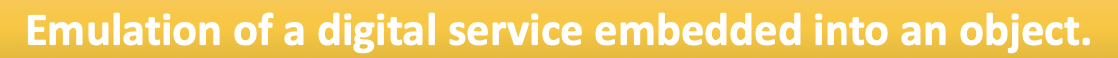 Emulation of a digital service embedded into an object.